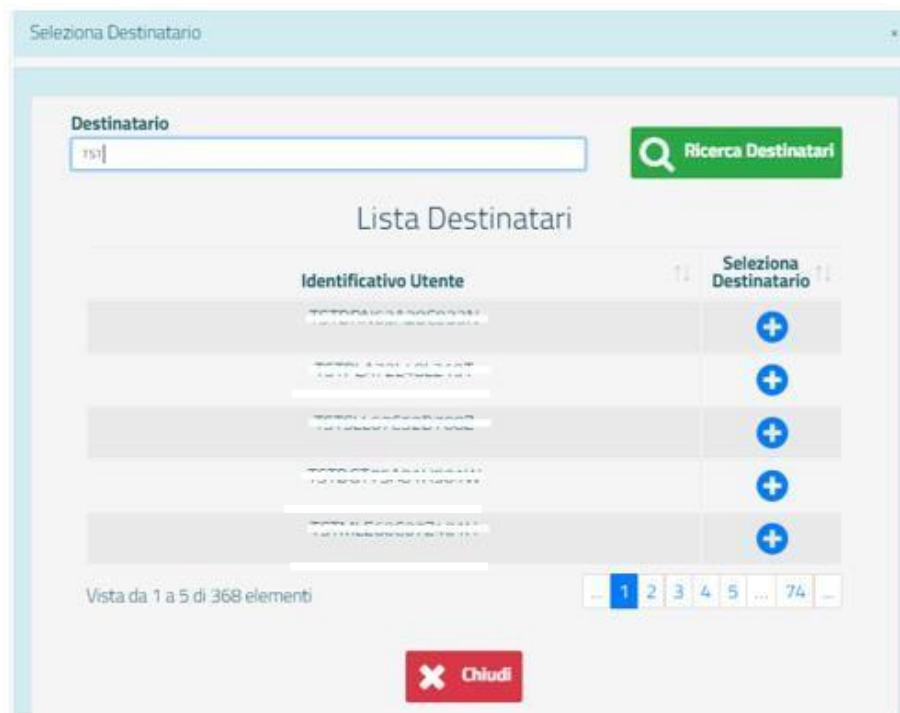 Seleziona Destinatario
×
Destinatario
TST
Ricerca Destinatari
Lista Destinatari
Identificativo Utente
Seleziona
Destinatario
Vista da 1 a 5 di 368 elementi
... 1 2 3 4 5 ... 74 ...
Chiudi